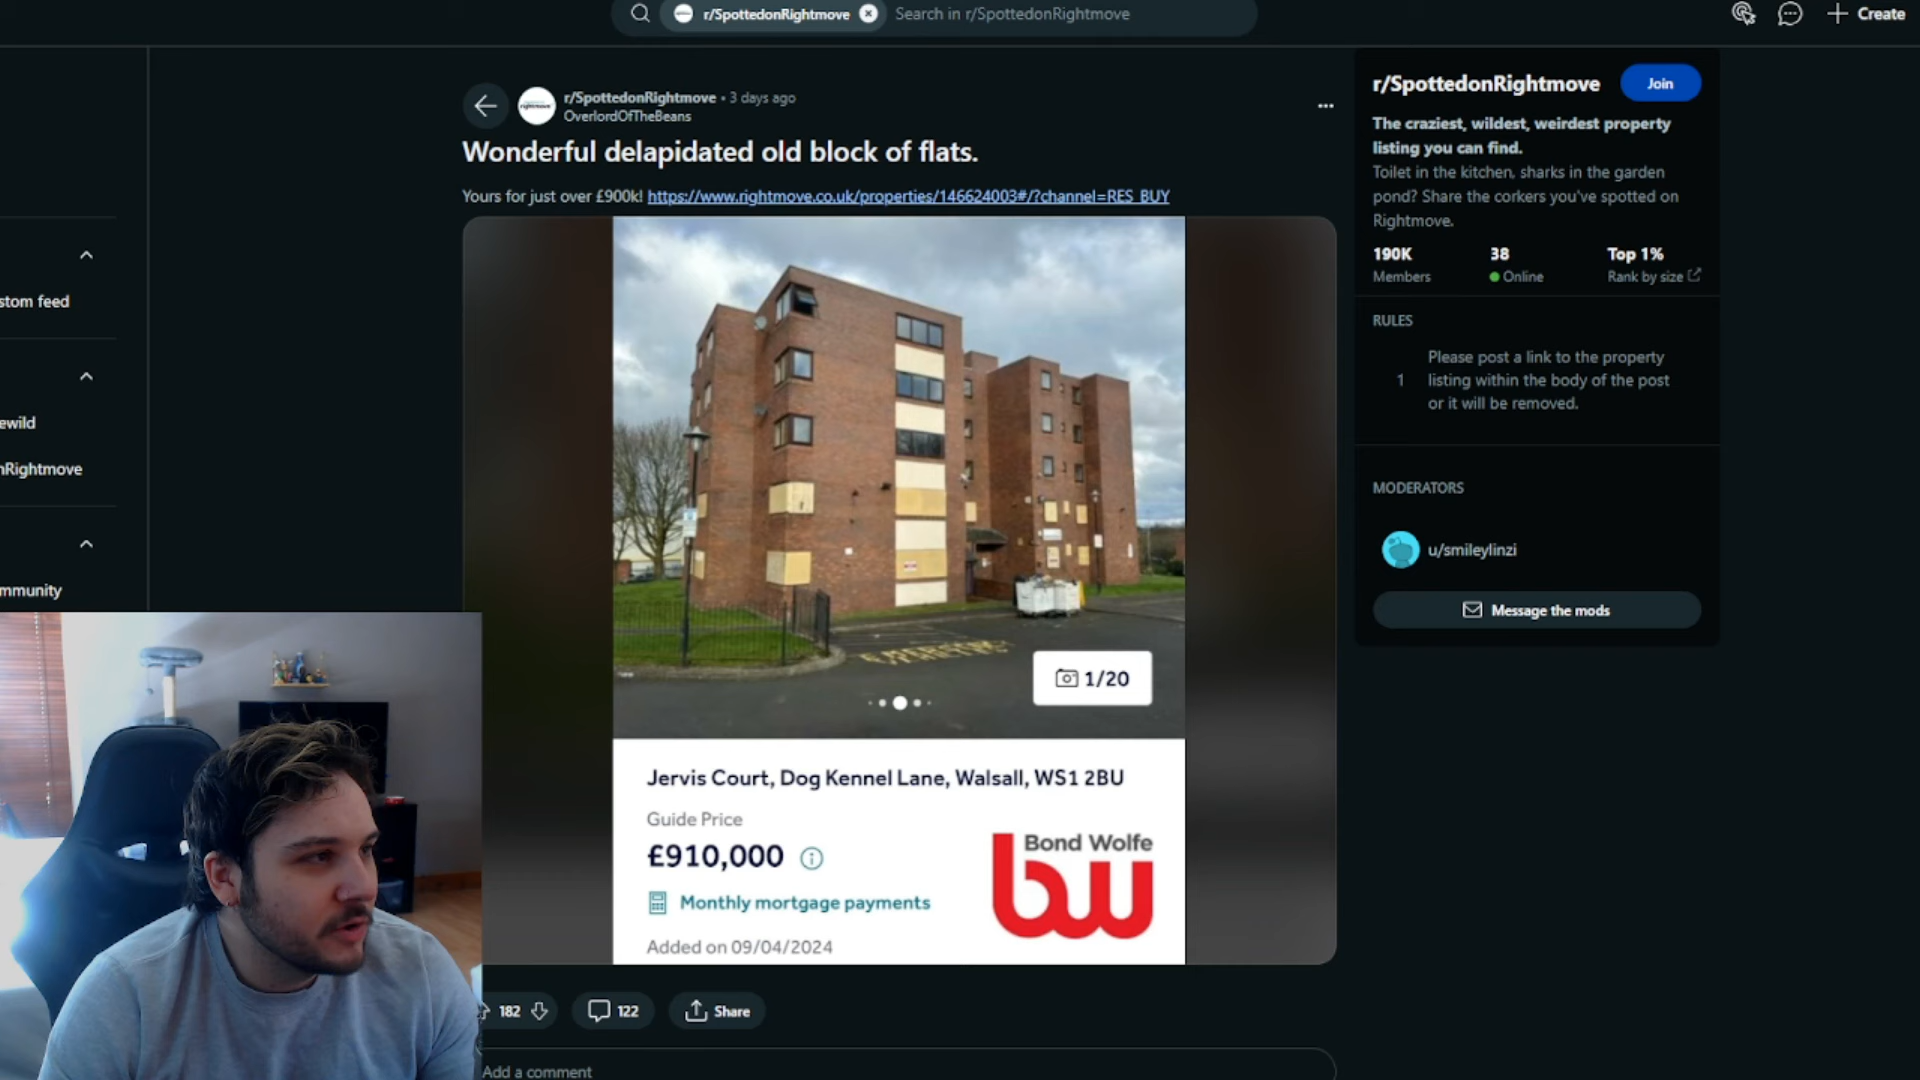 r/SpottedonRightmove
Search in r/SpottedonRightmove
Create
stom feed
ewild
nRightmove
mmunity
r/SpottedonRightmove • 3 days ago
OverlordOfTheBeans
Wonderful delapidated old block of flats.
Yours for just over £900k! https://www.rightmove.co.uk/properties/146624003#/?channel=RES_BUY
1/20
Jervis Court, Dog Kennel Lane, Walsall, WS1 2BU
Guide Price
£910,000
Monthly mortgage payments
Added on 09/04/2024
Bond Wolfe
bw
182
122
Share
Add a comment
r/SpottedonRightmove
Join
The craziest, wildest, weirdest property
listing you can find.
Toilet in the kitchen, sharks in the garden
pond? Share the corkers you've spotted on
Rightmove.
190K
38
Top 1%
Members
Online
Rank by size
RULES
1
Please post a link to the property
listing within the body of the post
or it will be removed.
MODERATORS
u/smileylinzi
Message the mods